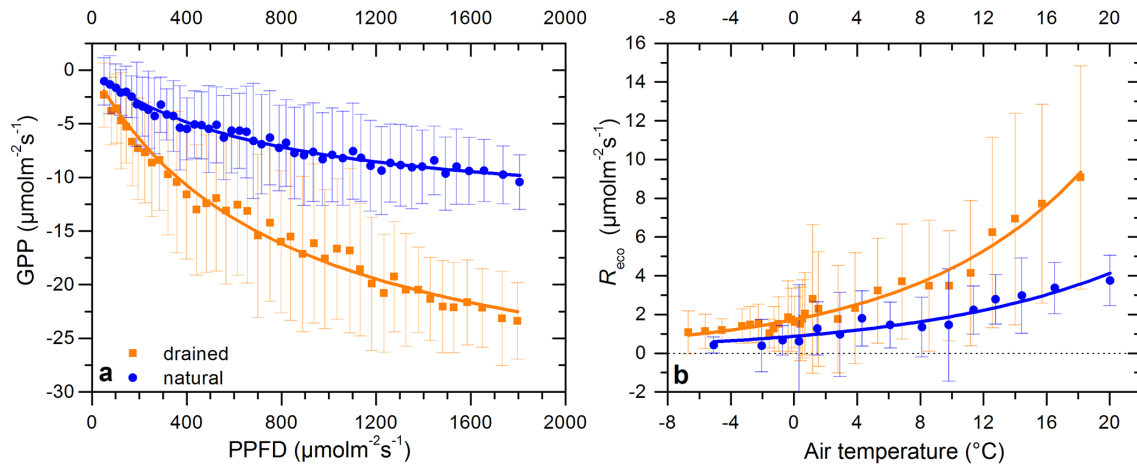 0 400 800 1200 1600 2000
-8 -4 0 4 8 12 16 20
0
-5
-10
-15
-20
-25
-30
GPP (µmolm⁻²s⁻¹)
drained
natural
a
0 400 800 1200 1600 2000
PPFD (µmolm⁻²s⁻¹)
16
14
12
10
8
6
4
2
0
-2
Reco (µmolm⁻²s⁻¹)
b
-8 -4 0 4 8 12 16 20
Air temperature (°C)